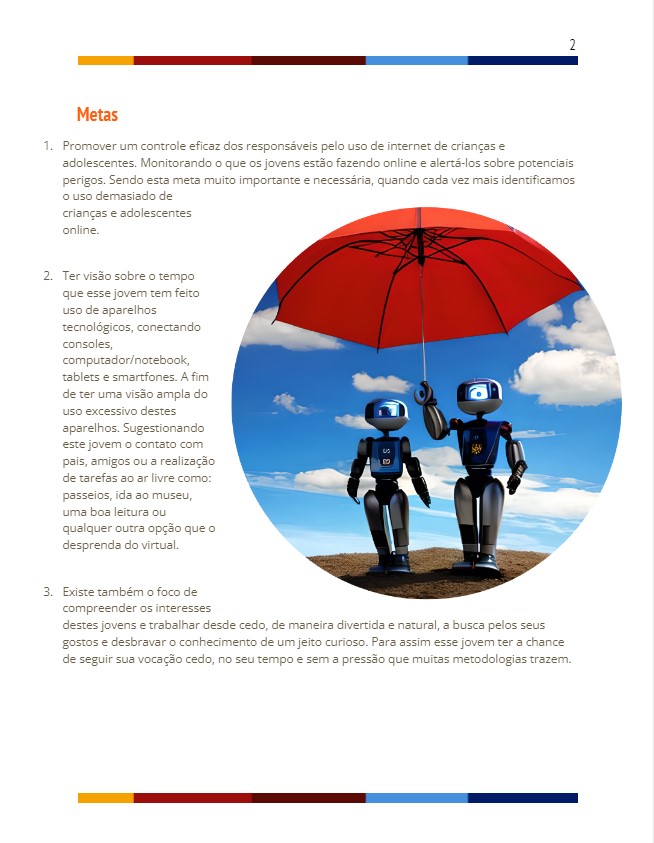 2
Metas
1. Promover um controle eficaz dos responsáveis pelo uso de internet de crianças e
adolescentes. Monitorando o que os jovens estão fazendo online e alertá-los sobre potenciais
perigos. Sendo esta meta muito importante e necessária, quando cada vez mais identificamos
o uso demasiado de
crianças e adolescentes
online.
2. Ter visão sobre o tempo
que esse jovem tem feito
uso de aparelhos
tecnológicos, conectando
consoles,
computador/notebook,
tablets e smartfones. A fim
de ter uma visão ampla do
uso excessivo destes
aparelhos. Sugestionando
este jovem o contato com
pais, amigos ou a realização
de tarefas ao ar livre como:
passeios, ida ao museu,
uma boa leitura ou
qualquer outra opção que o
desprenda do virtual.
3. Existe também o foco de
compreender os interesses
destes jovens e trabalhar desde cedo, de maneira divertida e natural, a busca pelos seus
gostos e desbravar o conhecimento de um jeito curioso. Para assim esse jovem ter a chance
de seguir sua vocação cedo, no seu tempo e sem a pressão que muitas metodologias trazem.